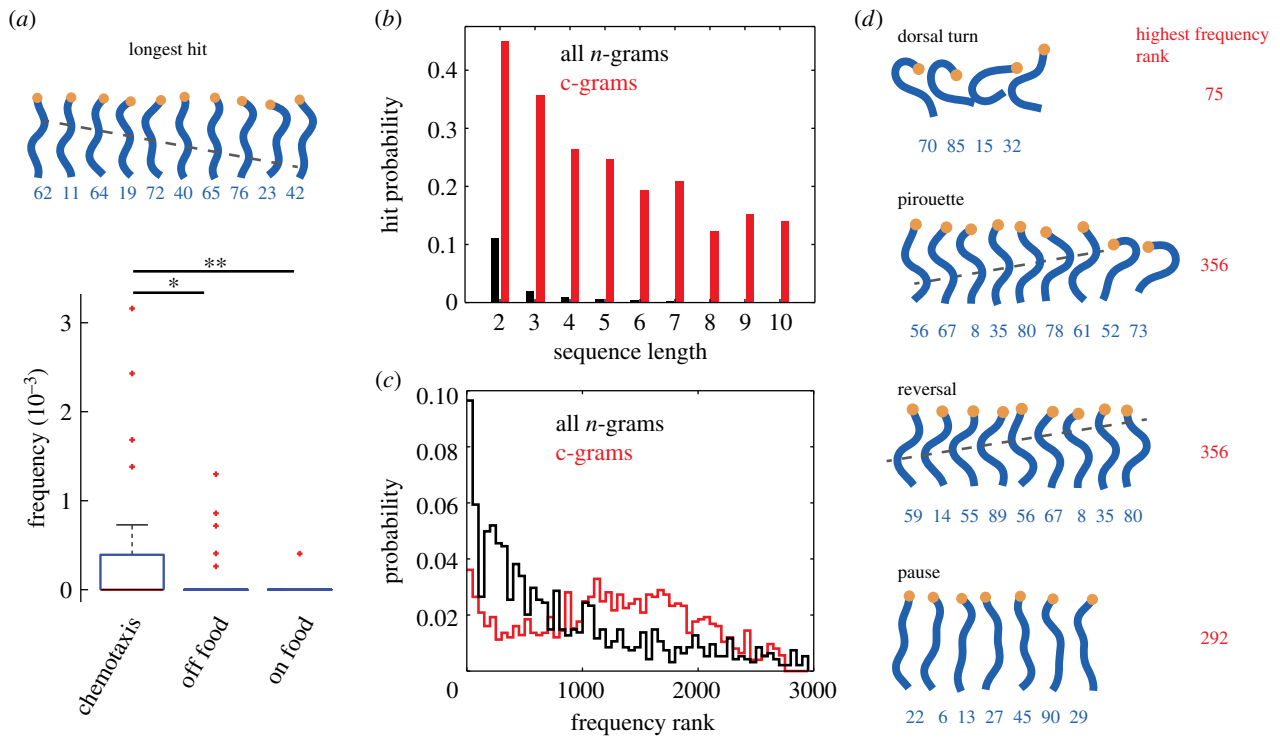 (a)
longest hit
62 11 64 19 72 40 65 76 23 42
**
*
3
2
1
0
frequency (10⁻³)
chemotaxis
off food
on food
(b)
all n-grams
c-grams
0.4
0.3
0.2
0.1
0
hit probability
2 3 4 5 6 7 8 9 10
sequence length
(c)
all n-grams
c-grams
0.10
0.08
0.06
0.04
0.02
probability
0 1000 2000 3000
frequency rank
(d)
dorsal turn
highest frequency
rank
75
70 85 15 32
pirouette
356
56 67 8 35 80 78 61 52 73
reversal
356
59 14 55 89 56 67 8 35 80
pause
292
22 6 13 27 45 90 29